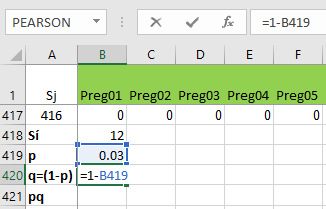 PEARSON =1-B419
A B C D E F
1 Sj Preg01 Preg02 Preg03 Preg04 Preg05
417 416 0 0 0 0 0
418 Sí 12
419 p 0.03
420 q=(1-p) =1-B419
421 pq